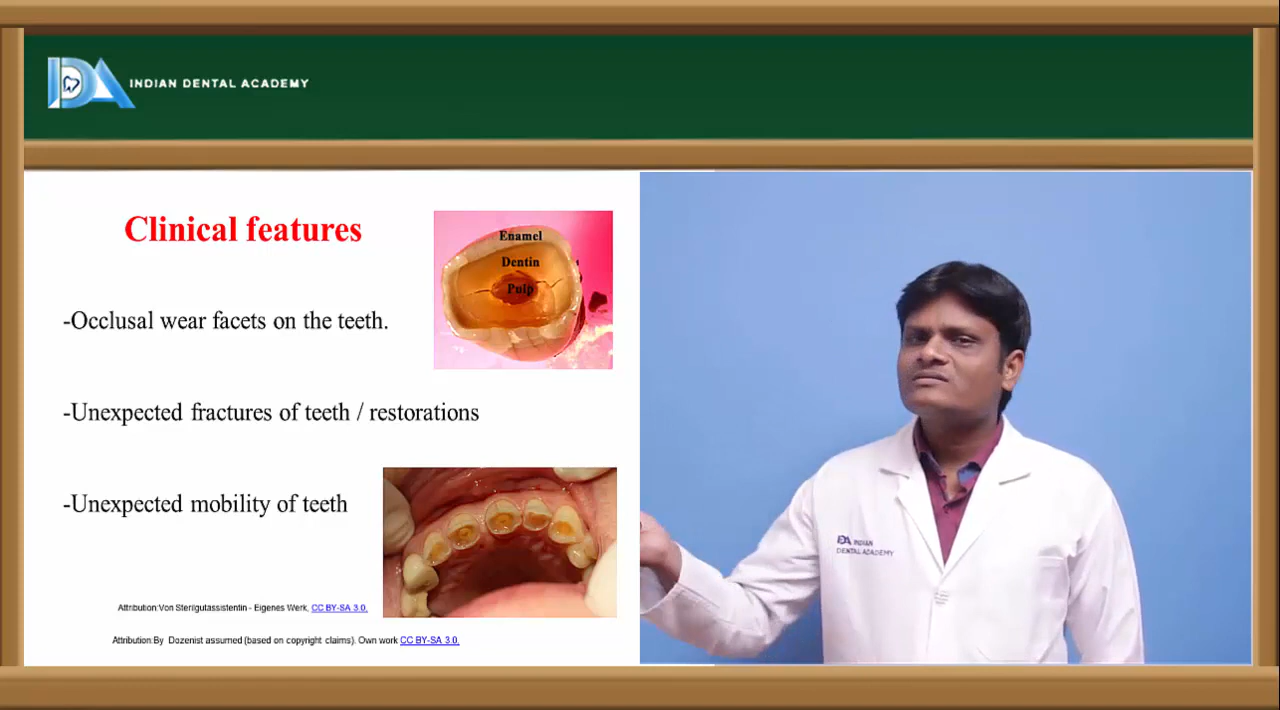 INDIAN DENTAL ACADEMY
Clinical features
Enamel
Dentin
Pulp
-Occlusal wear facets on the teeth.
-Unexpected fractures of teeth / restorations
-Unexpected mobility of teeth
Attribution:Von Sterilgutassistentin - Eigenes Werk, CC BY-SA 3.0,
Attribution:By Dozenist assumed (based on copyright claims). Own work CC BY-SA 3.0,
IDA INDIAN
DENTAL ACADEMY